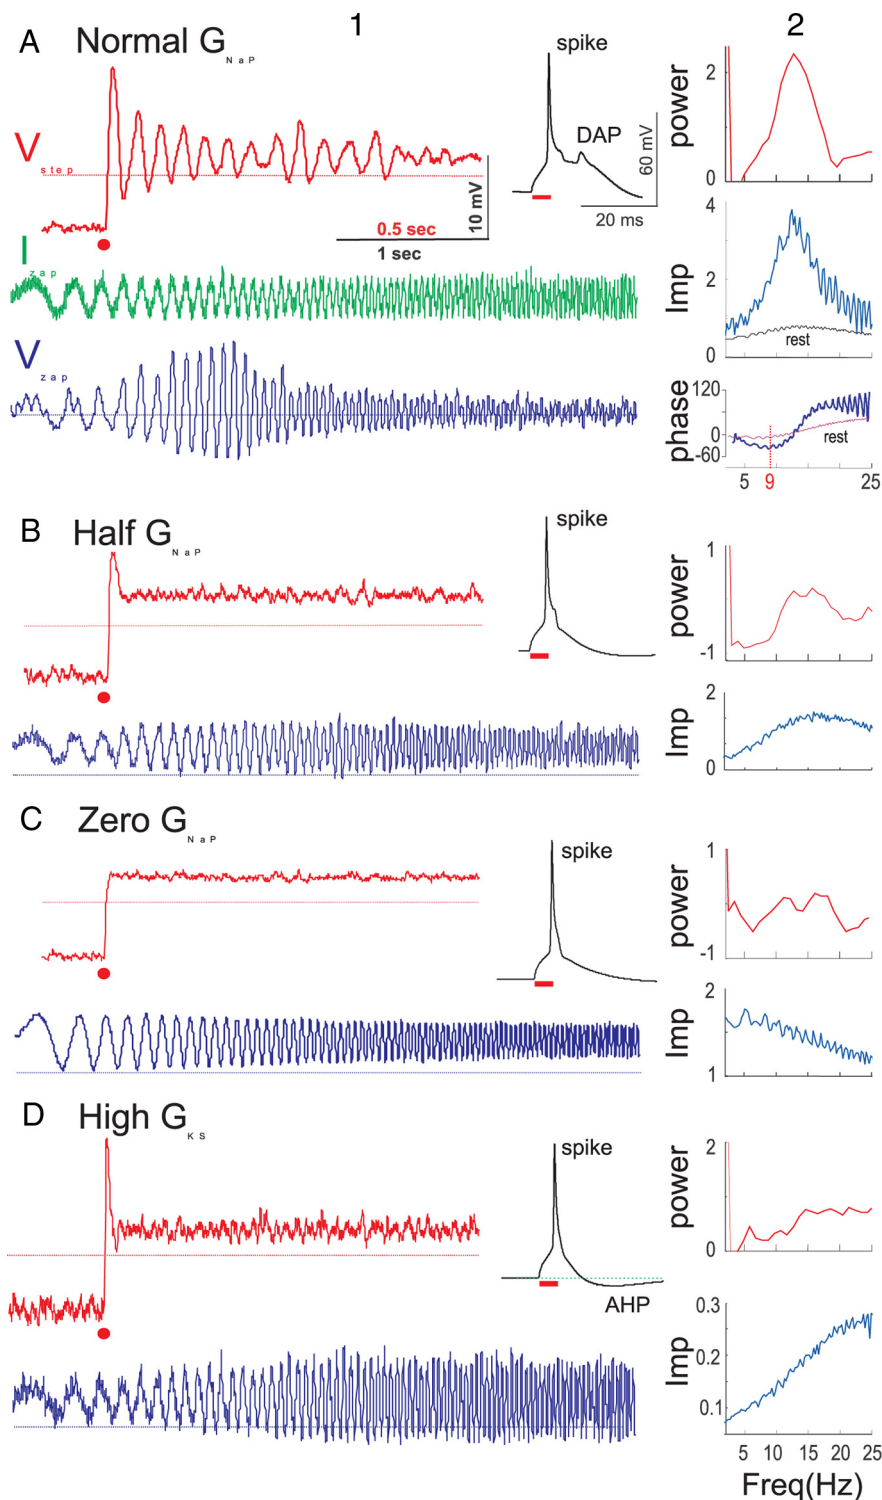 1
2
A
Normal G NaP
spike
DAP
60 mV
20 ms
V step
10 mV
0.5 sec
1 sec
I zap
V zap
power
2
0
Imp
4
2
0
rest
phase
120
0
-60
rest
5
9
25
B
Half G NaP
spike
power
1
-1
Imp
2
0
C
Zero G NaP
spike
power
1
-1
Imp
2
1
D
High G KS
spike
AHP
power
2
0
Imp
0.3
0.2
0.1
5 10 15 20 25
Freq(Hz)